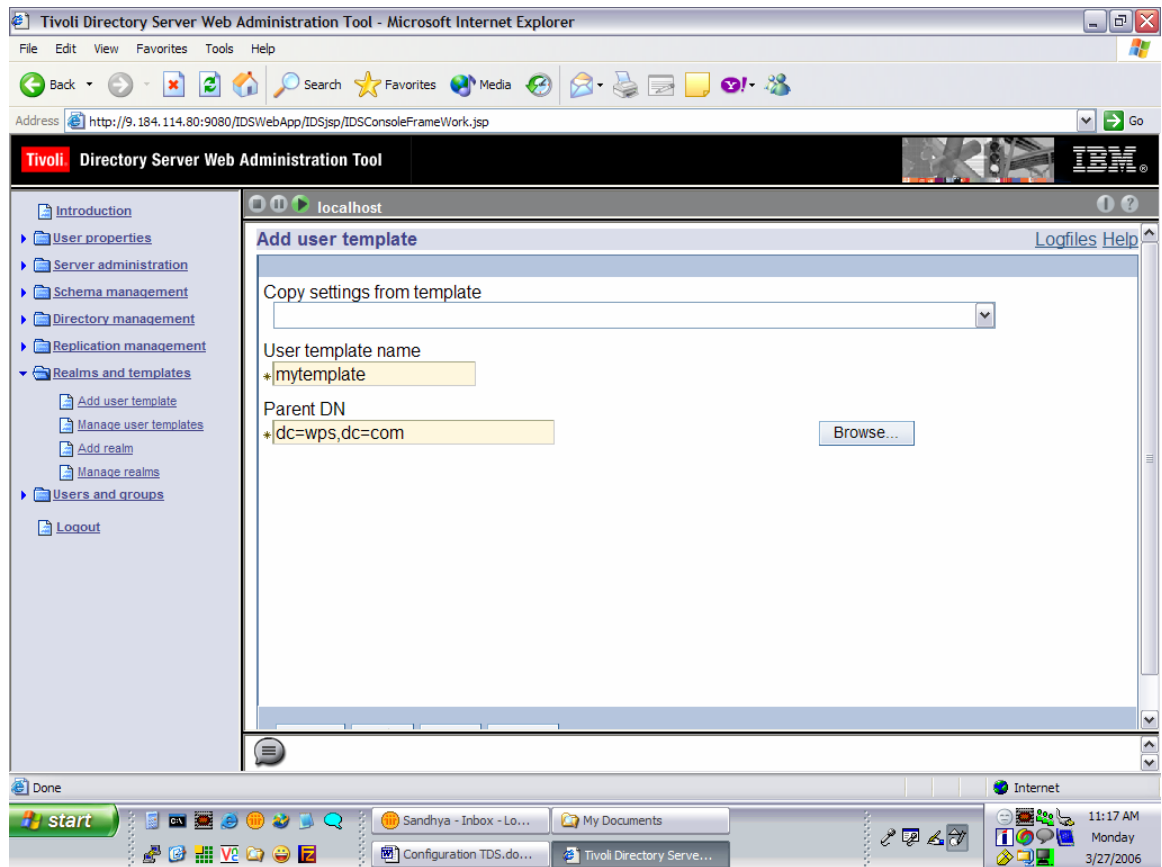 Tivoli Directory Server Web Administration Tool - Microsoft Internet Explorer
File Edit View Favorites Tools Help
Back Search Favorites Media
Address http://9.184.114.80:9080/IDSWebApp/IDSjsp/IDSConsoleFrameWork.jsp Go
Tivoli. Directory Server Web Administration Tool IBM.
Introduction
User properties
Server administration
Schema management
Directory management
Replication management
Realms and templates
Add user template
Manage user templates
Add realm
Manage realms
Users and groups
Logout
localhost
Add user template Logfiles Help
Copy settings from template
User template name
*mytemplate
Parent DN
*dc=wps,dc=com Browse...
Done Internet
start Sandhya - Inbox - Lo... My Documents 11:17 AM
Configuration TDS.do... Tivoli Directory Serve... Monday
3/27/2006